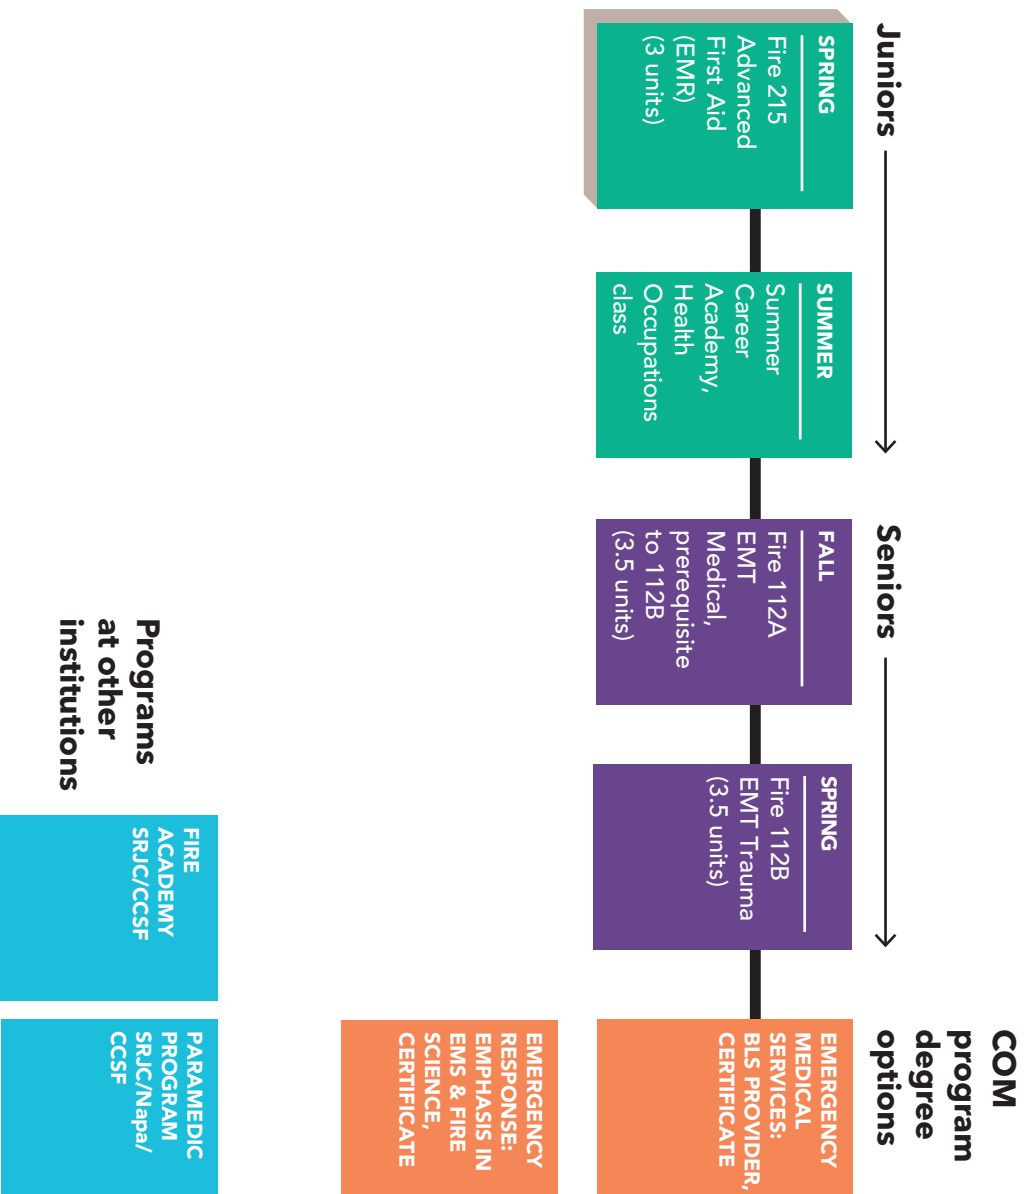 Juniors
Seniors
COM
program
degree
options
SPRING
Fire 215
Advanced
First Aid
(EMR)
(3 units)
SUMMER
Summer
Career
Academy,
Health
Occupations
class
FALL
Fire 112A
EMT
Medical,
prerequisite
to 112B
(3.5 units)
SPRING
Fire 112B
EMT Trauma
(3.5 units)
EMERGENCY
MEDICAL
SERVICES:
BLS PROVIDER,
CERTIFICATE
EMERGENCY
RESPONSE:
EMPHASIS IN
EMS & FIRE
SCIENCE,
CERTIFICATE
Programs
at other
institutions
FIRE
ACADEMY
SRJC/CCSF
PARAMEDIC
PROGRAM
SRJC/Napa/
CCSF